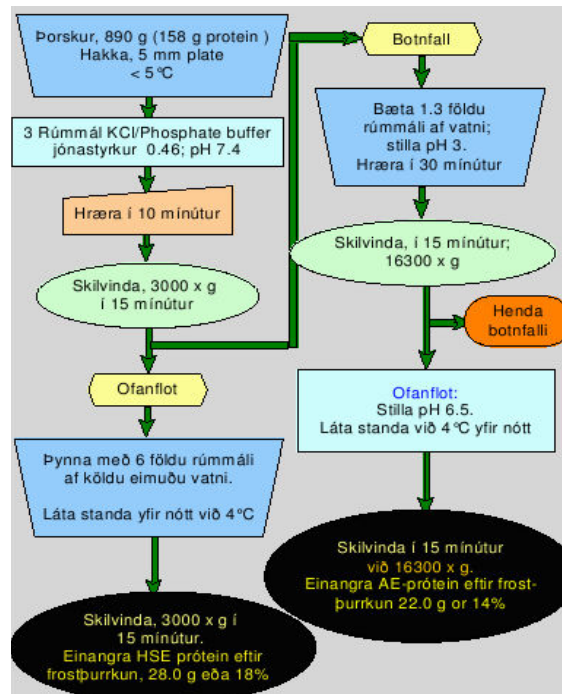 Þorskur, 890 g (158 g protein )
Hakka, 5 mm plate
< 5°C
3 Rúmmál KCl/Phosphate buffer
jónastyrkur 0.46; pH 7.4
Hræra í 10 mínútur
Skilvinda, 3000 x g
í 15 mínútur
Ofanflot
Þynna með 6 földu rúmmáli
af köldu eimuðu vatni.
Láta standa yfir nótt við 4°C
Skilvinda, 3000 x g í
15 mínútur.
Einangra HSE prótein eftir
frostþurrkun, 28.0 g eða 18%
Botnfall
Bæta 1.3 földu
rúmmáli af vatni;
stilla pH 3.
Hræra í 30 mínútur
Skilvinda, í 15 mínútur;
16300 x g
Henda
botnfalli
Ofanflot:
Stilla pH 6.5.
Láta standa við 4°C yfir nótt
Skilvinda í 15 mínútur
við 16300 x g.
Einangra AE-prótein eftir frost-
þurrkun 22.0 g or 14%